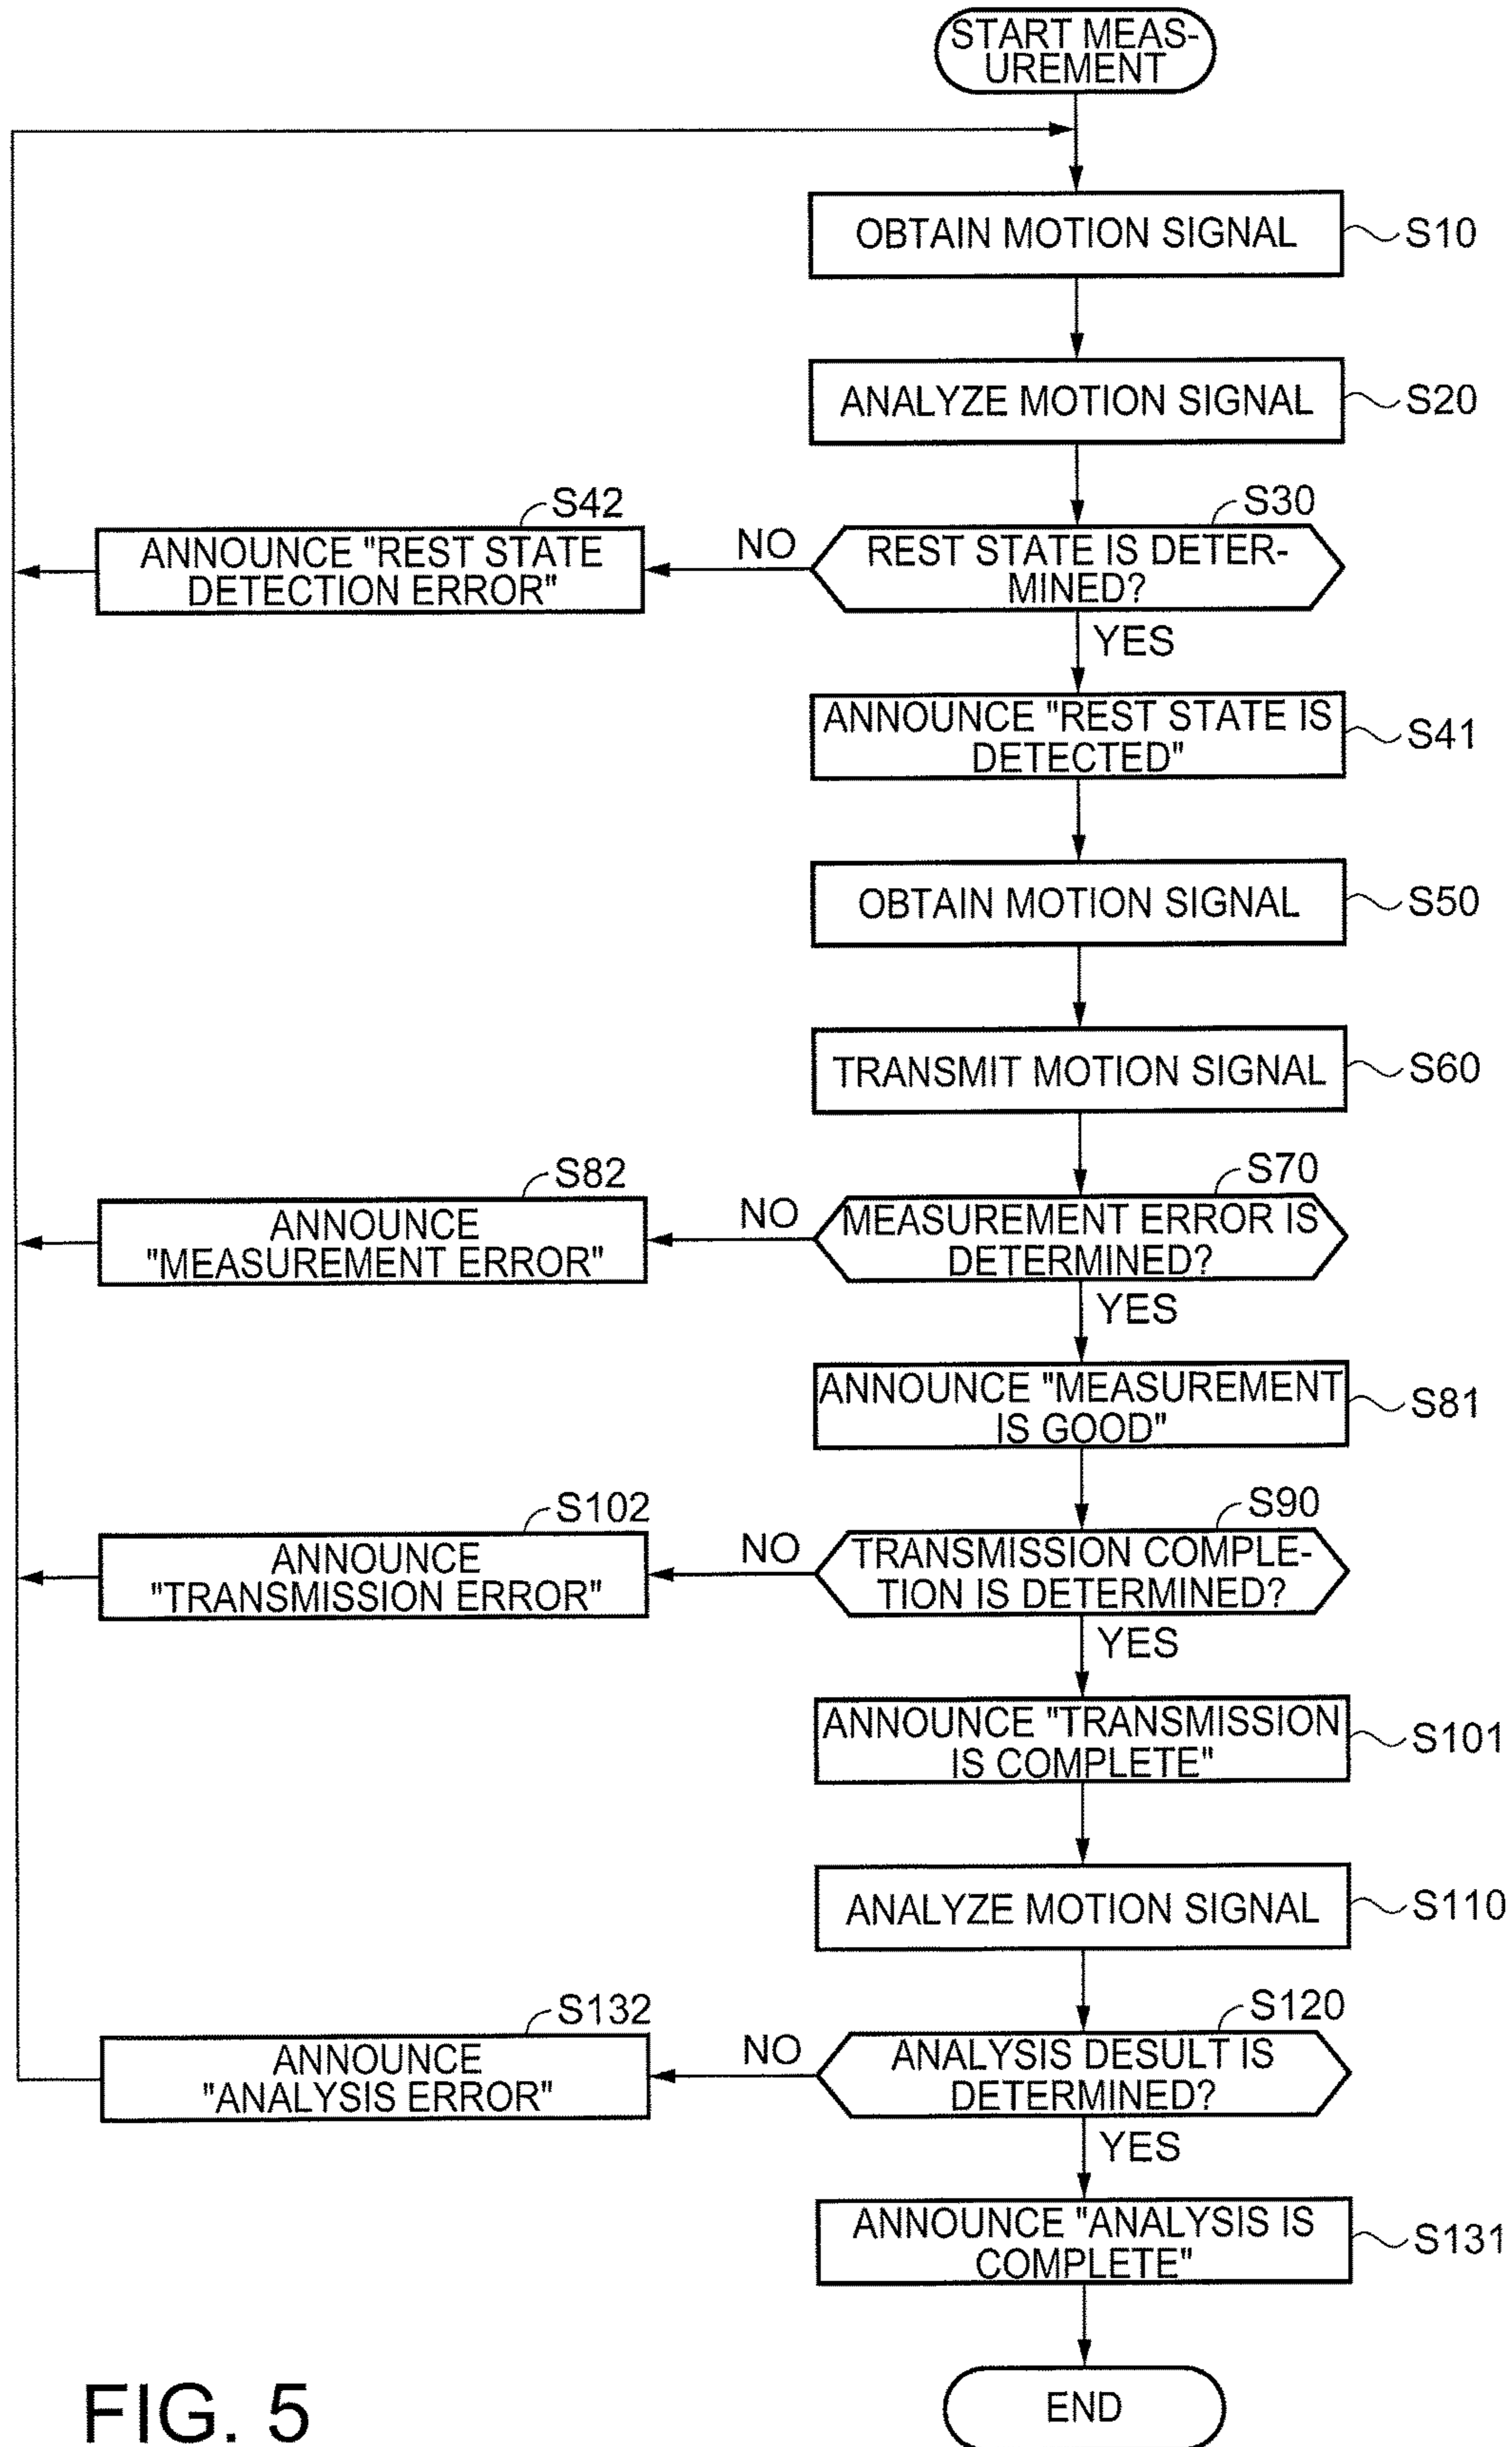 START MEAS-
UREMENT
OBTAIN MOTION SIGNAL
S10
ANALYZE MOTION SIGNAL
S20
S42
ANNOUNCE "REST STATE
DETECTION ERROR"
NO
S30
REST STATE IS DETER-
MINED?
YES
ANNOUNCE "REST STATE IS
DETECTED"
S41
OBTAIN MOTION SIGNAL
S50
TRANSMIT MOTION SIGNAL
S60
S82
ANNOUNCE
"MEASUREMENT ERROR"
NO
S70
MEASUREMENT ERROR IS
DETERMINED?
YES
ANNOUNCE "MEASUREMENT
IS GOOD"
S81
S102
ANNOUNCE
"TRANSMISSION ERROR"
NO
S90
TRANSMISSION COMPLE-
TION IS DETERMINED?
YES
ANNOUNCE "TRANSMISSION
IS COMPLETE"
S101
ANALYZE MOTION SIGNAL
S110
S132
ANNOUNCE
"ANALYSIS ERROR"
NO
S120
ANALYSIS DESULT IS
DETERMINED?
YES
ANNOUNCE "ANALYSIS IS
COMPLETE"
S131
END
FIG. 5